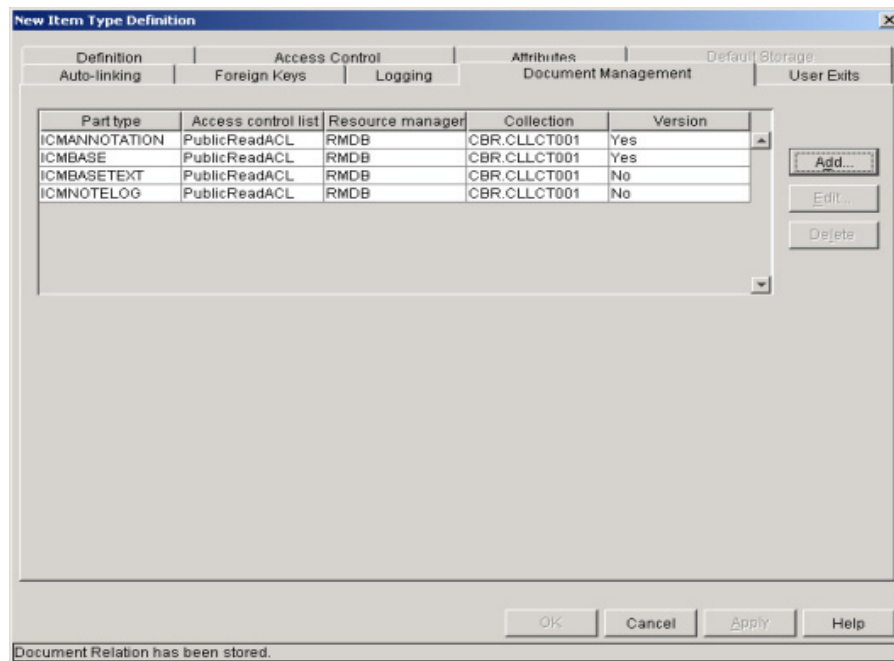 New Item Type Definition
Definition Access Control Attributes Default Storage
Auto-linking Foreign Keys Logging Document Management User Exits
Part type Access control list Resource manager Collection Version
ICMANNOTATION PublicReadACL RMDB CBR.CLLCT001 Yes
ICMBASE PublicReadACL RMDB CBR.CLLCT001 Yes
ICMBASETEXT PublicReadACL RMDB CBR.CLLCT001 No
ICMNOTELOG PublicReadACL RMDB CBR.CLLCT001 No
Add...
Edit...
Delete
OK Cancel Apply Help
Document Relation has been stored.